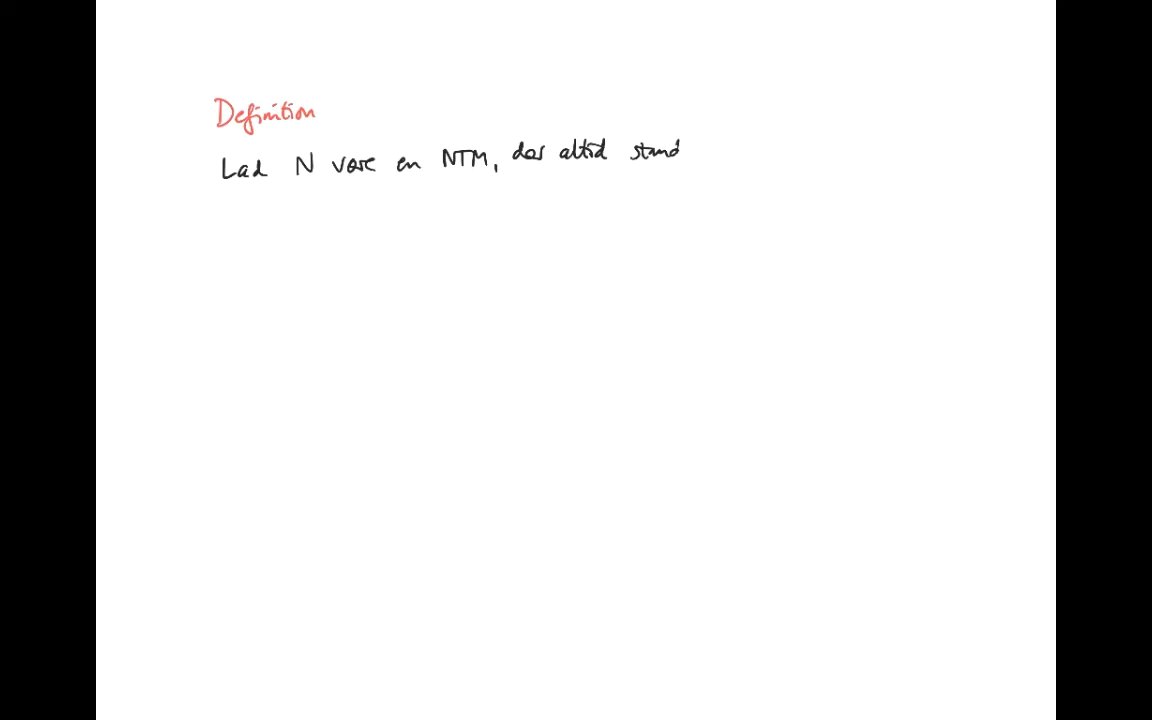 Definition
Lad N være en NTM, der altid stand